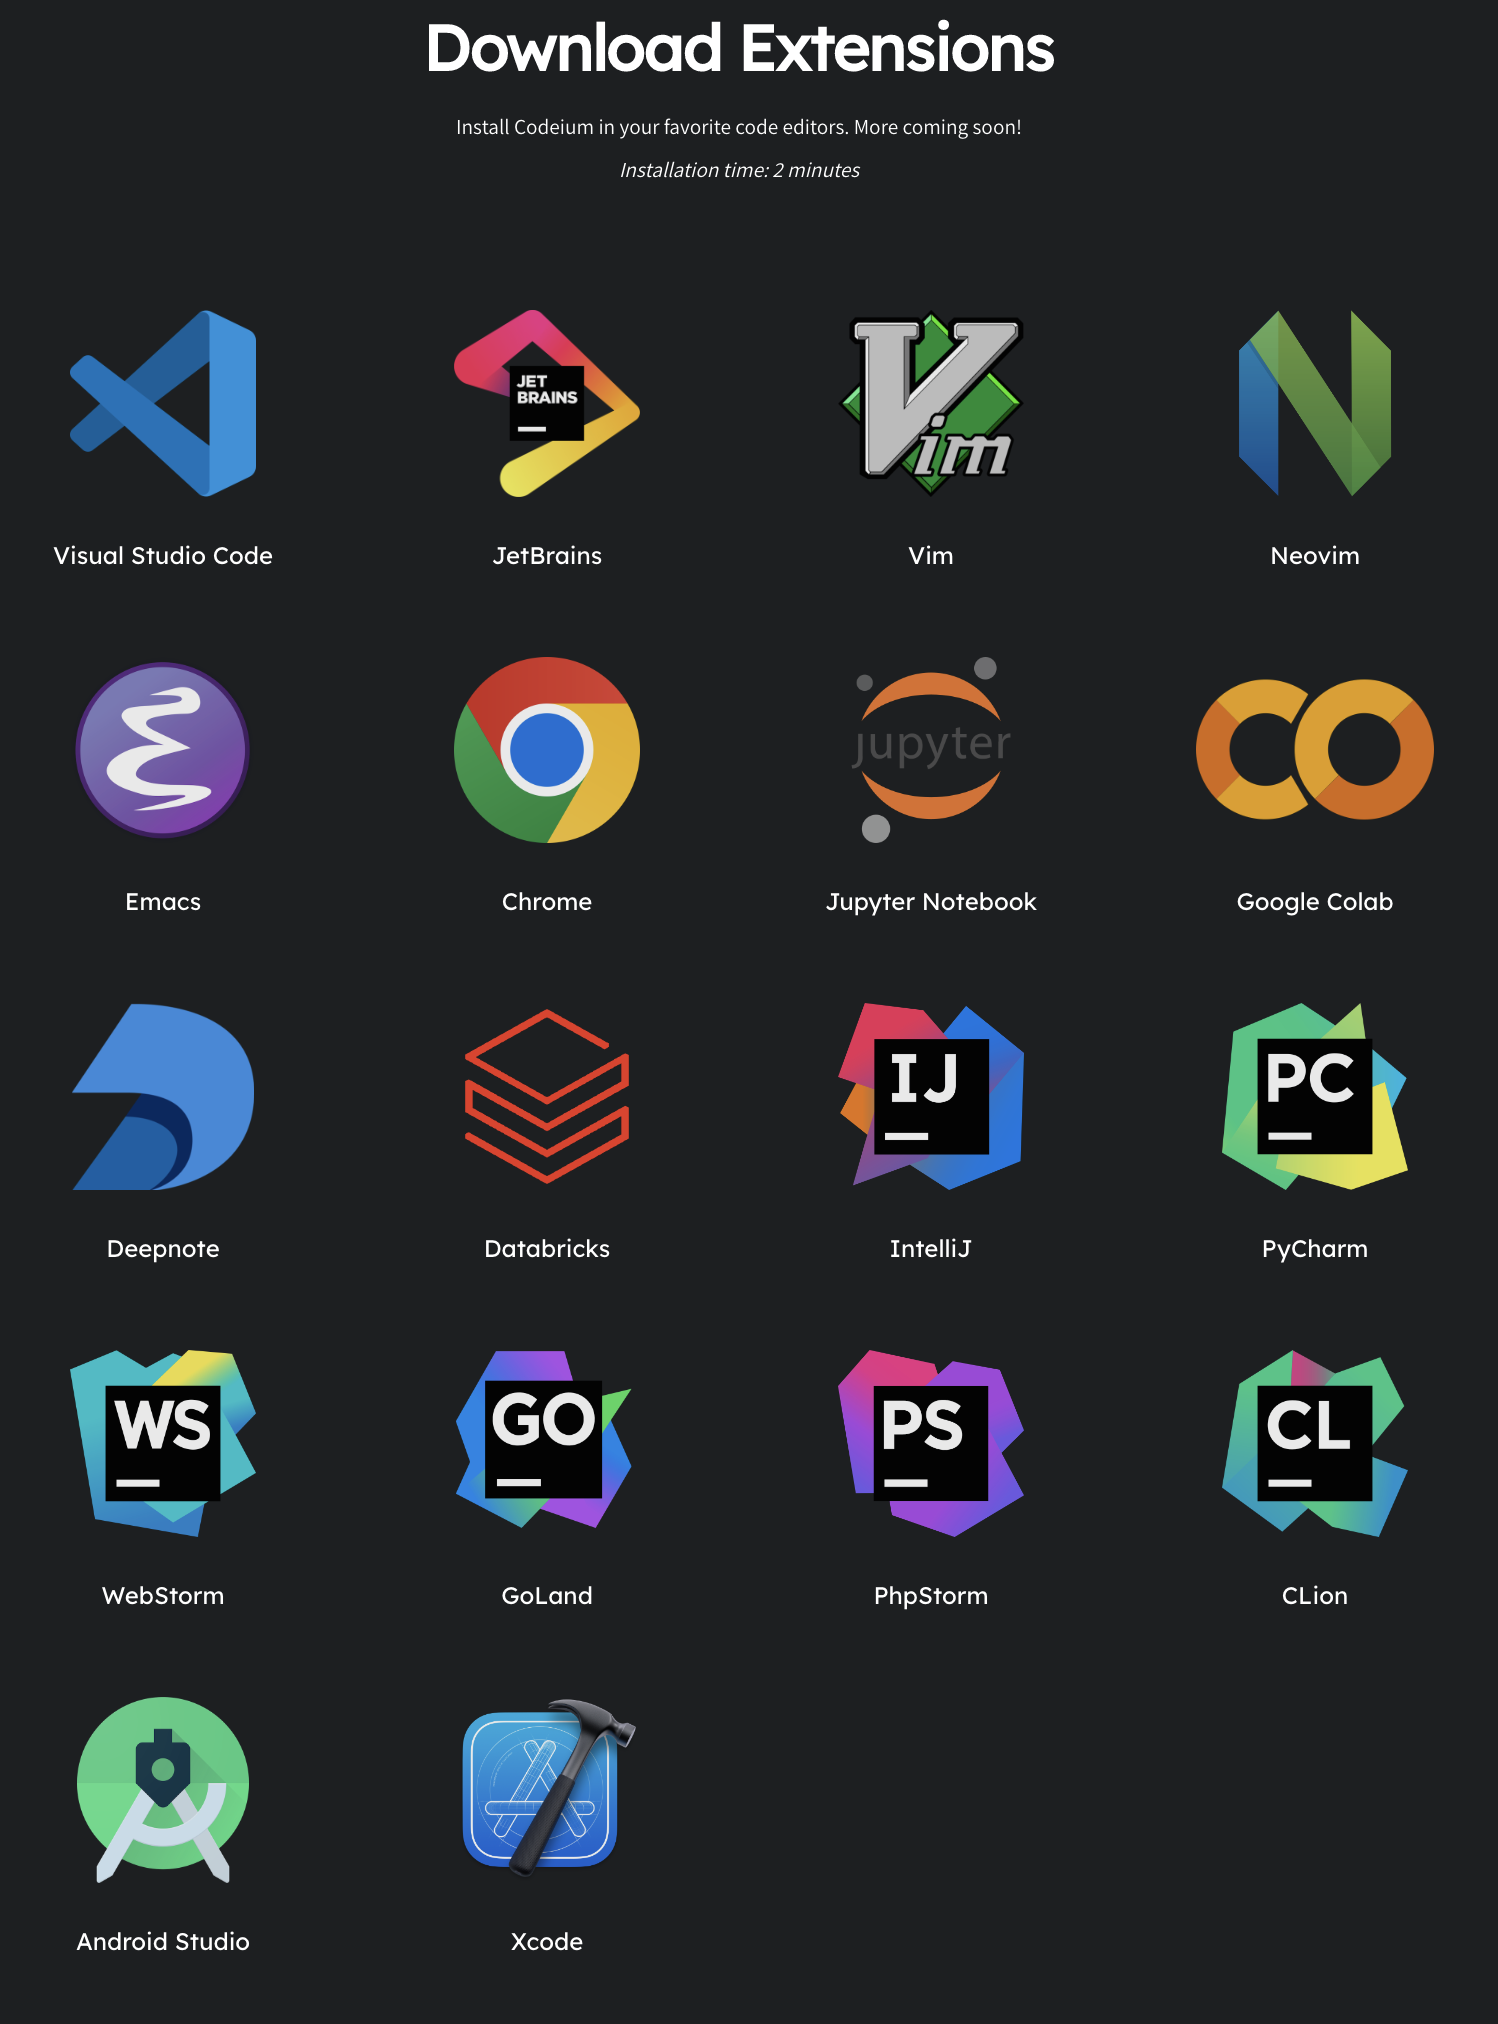 Download Extensions
Install Codeium in your favorite code editors. More coming soon!
Installation time: 2 minutes
JET
BRAINS
Vim
Visual Studio Code
JetBrains
Vim
Neovim
jupyter
CO
Emacs
Chrome
Jupyter Notebook
Google Colab
IJ
PC
Deepnote
Databricks
IntelliJ
PyCharm
WS
GO
PS
CL
WebStorm
GoLand
PhpStorm
CLion
Android Studio
Xcode